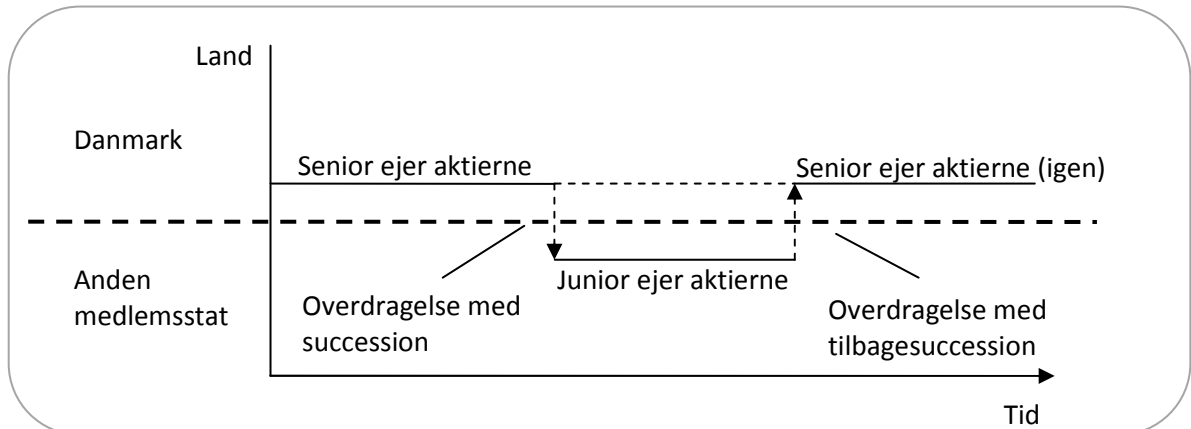 Land
Danmark
Senior ejer aktierne
Senior ejer aktierne (igen)
Anden
medlemsstat
Junior ejer aktierne
Overdragelse med
succession
Overdragelse med
tilbagesuccession
Tid